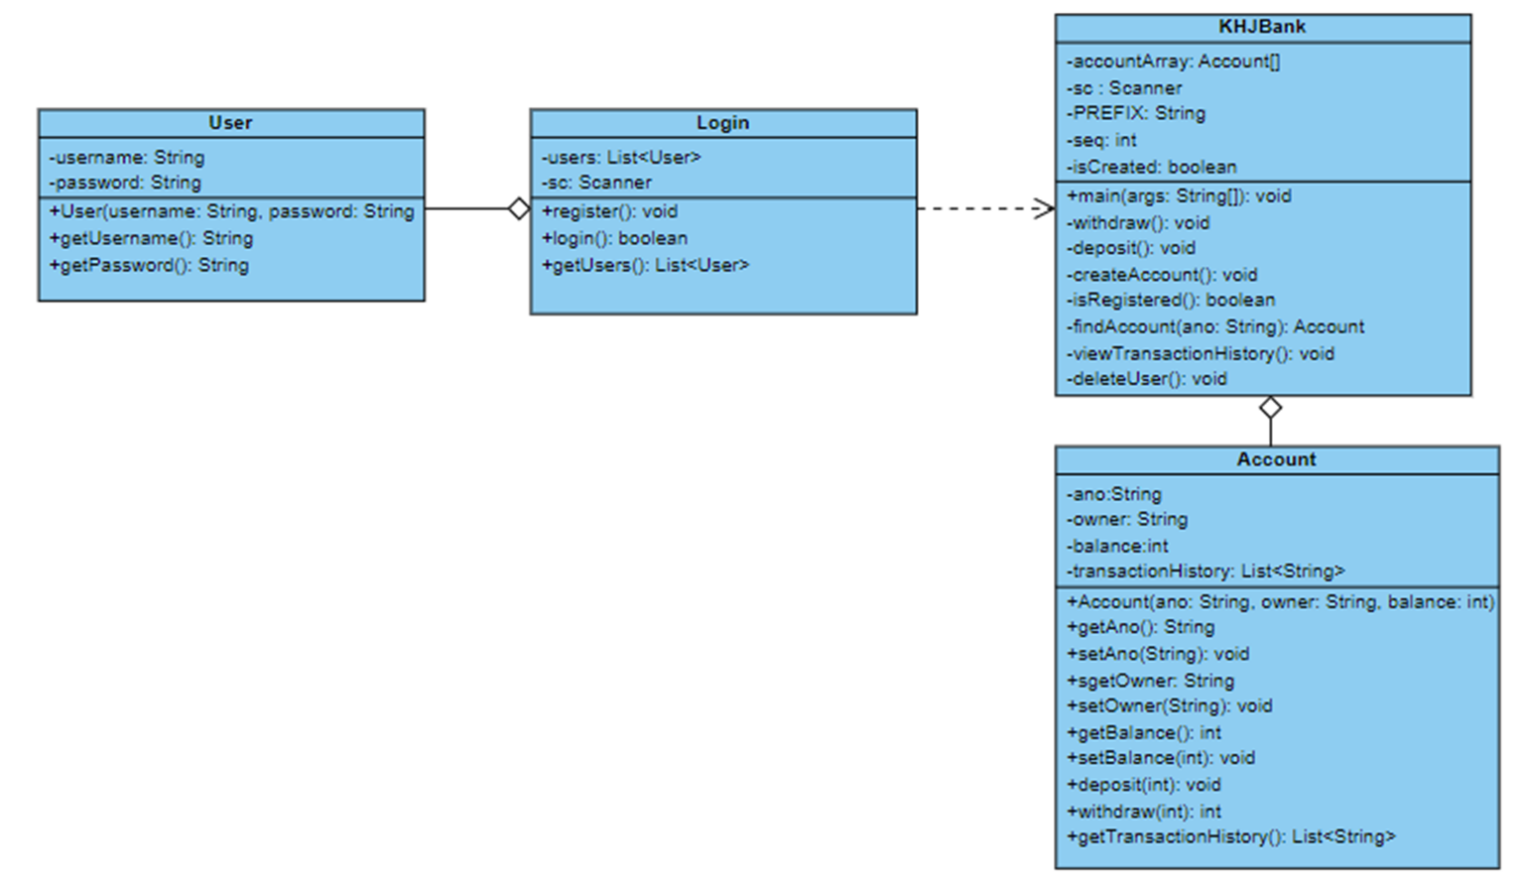 User
-username: String
-password: String
+User(username: String, password: String
+getUsername(): String
+getPassword(): String
Login
-users: List<User>
-sc: Scanner
+register(): void
+login(): boolean
+getUsers(): List<User>
KHJBank
-accountArray: Account[]
-sc : Scanner
-PREFIX: String
-seq: int
-isCreated: boolean
+main(args: String[]): void
-withdraw(): void
-deposit(): void
-createAccount(): void
-isRegistered(): boolean
-findAccount(ano: String): Account
-viewTransactionHistory(): void
-deleteUser(): void
Account
-ano:String
-owner: String
-balance:int
-transactionHistory: List<String>
+Account(ano: String, owner: String, balance: int)
+getAno(): String
+setAno(String): void
+sgetOwner: String
+setOwner(String): void
+getBalance(): int
+setBalance(int): void
+deposit(int): void
+withdraw(int): int
+getTransactionHistory(): List<String>